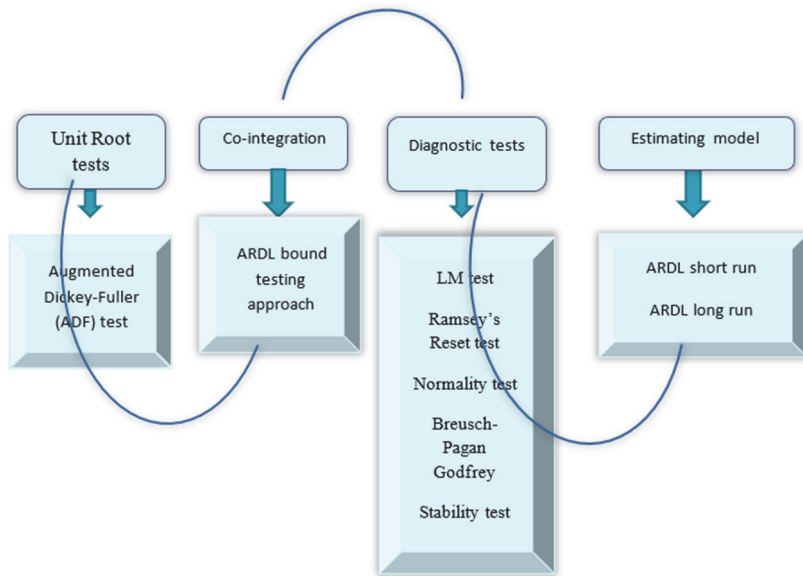 Unit Root
tests
Augmented
Dickey-Fuller
(ADF) test
Co-integration
ARDL bound
testing
approach
Diagnostic tests
LM test
Ramsey's
Reset test
Normality test
Breusch-
Pagan
Godfrey
Stability test
Estimating model
ARDL short run
ARDL long run